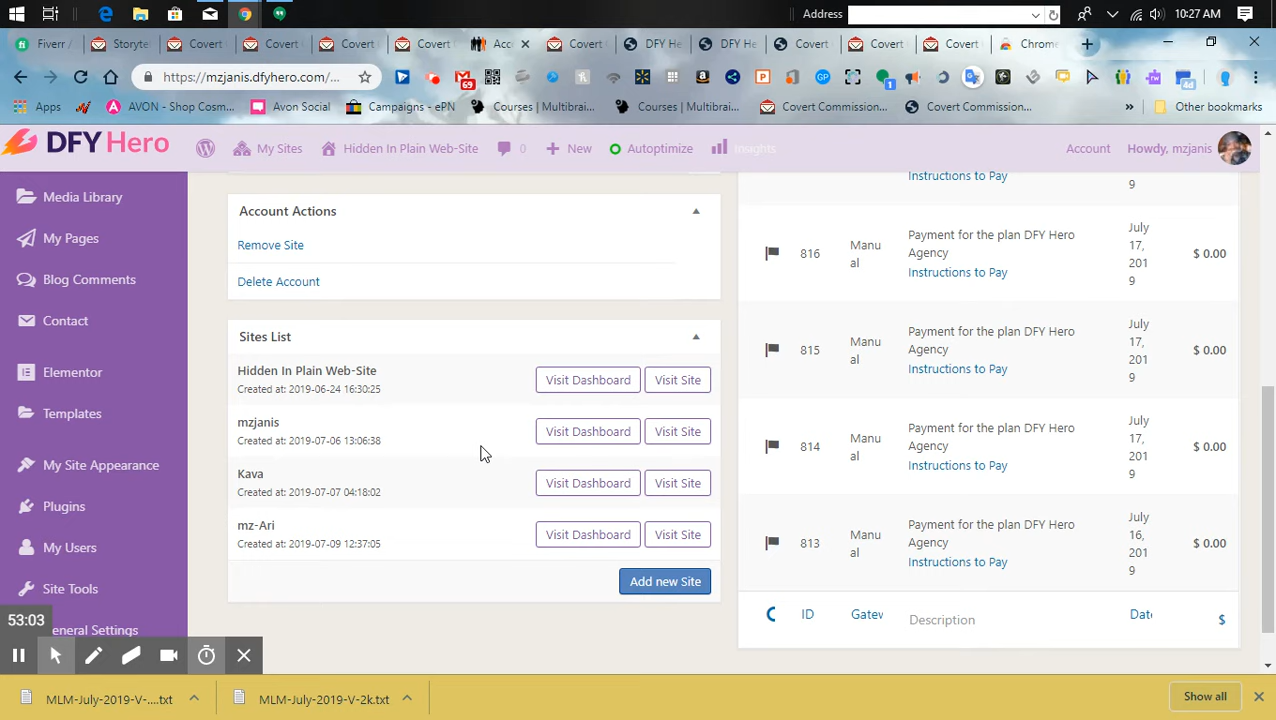 Address
10:27 AM
Fiverr /
Storytel
Covert
Covert
Covert
Covert
Acc
Covert
DFY He
DFY He
Covert
Covert
Covert
Chrome
https://mzjanis.dfyhero.com/...
69
GP
1
4d
Apps
AVON - Shop Cosm...
Avon Social
Campaigns - ePN
Courses | Multibrain...
Courses | Multibrai...
Covert Commission...
Covert Commission...
»
Other bookmarks
DFY Hero
My Sites
Hidden In Plain Web-Site
0
New
Autoptimize
Insights
Account
Howdy, mzjanis
Media Library
My Pages
Blog Comments
Contact
Elementor
Templates
My Site Appearance
Plugins
My Users
Site Tools
eneral Settings
Account Actions
Remove Site
Delete Account
Sites List
Hidden In Plain Web-Site
Created at: 2019-06-24 16:30:25
Visit Dashboard
Visit Site
mzjanis
Created at: 2019-07-06 13:06:38
Visit Dashboard
Visit Site
Kava
Created at: 2019-07-07 04:18:02
Visit Dashboard
Visit Site
mz-Ari
Created at: 2019-07-09 12:37:05
Visit Dashboard
Visit Site
Add new Site
Instructions to Pay
9
816
Manu
al
Payment for the plan DFY Hero
Agency
Instructions to Pay
July
17,
201
9
$ 0.00
815
Manu
al
Payment for the plan DFY Hero
Agency
Instructions to Pay
July
17,
201
9
$ 0.00
814
Manu
al
Payment for the plan DFY Hero
Agency
Instructions to Pay
July
17,
201
9
$ 0.00
813
Manu
al
Payment for the plan DFY Hero
Agency
Instructions to Pay
July
16,
201
9
$ 0.00
ID
Gatew
Description
Date
$
53:03
MLM-July-2019-V-....txt
MLM-July-2019-V-2k.txt
Show all